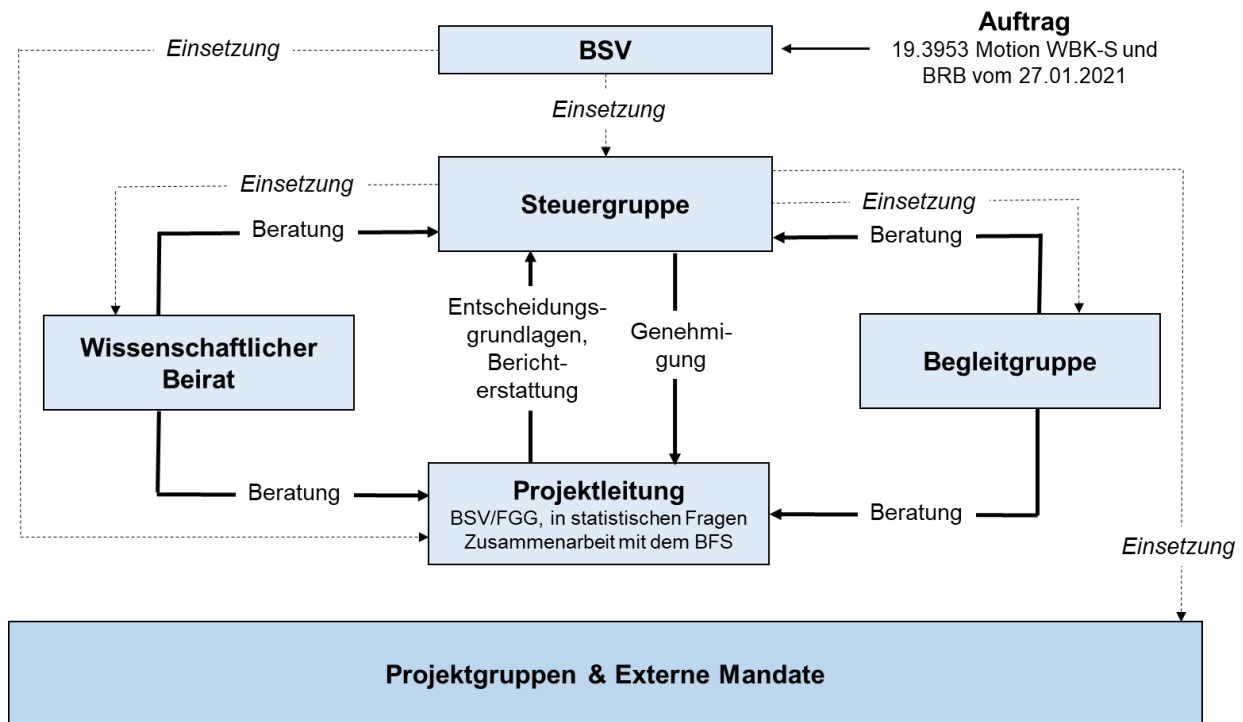 Auftrag
19.3953 Motion WBK-S und
BRB vom 27.01.2021
Einsetzung
BSV
Einsetzung
Einsetzung
Steuergruppe
Einsetzung
Beratung
Beratung
Entscheidungs-
grundlagen,
Bericht-
erstattung
Genehmi-
gung
Wissenschaftlicher
Beirat
Begleitgruppe
Beratung
Projektleitung
BSV/FGG, in statistischen Fragen
Zusammenarbeit mit dem BFS
Beratung
Einsetzung
Projektgruppen & Externe Mandate